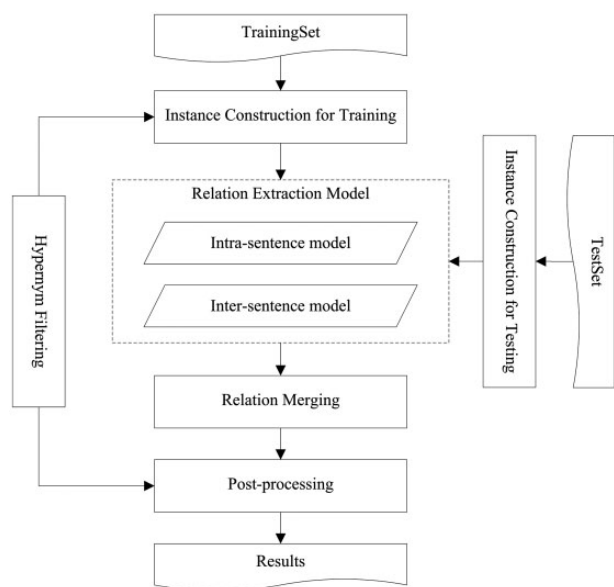 TrainingSet
Instance Construction for Training
Relation Extraction Model
Intra-sentence model
Inter-sentence model
Relation Merging
Post-processing
Results
Hypernym Filtering
Instance Construction for Testing
TestSet